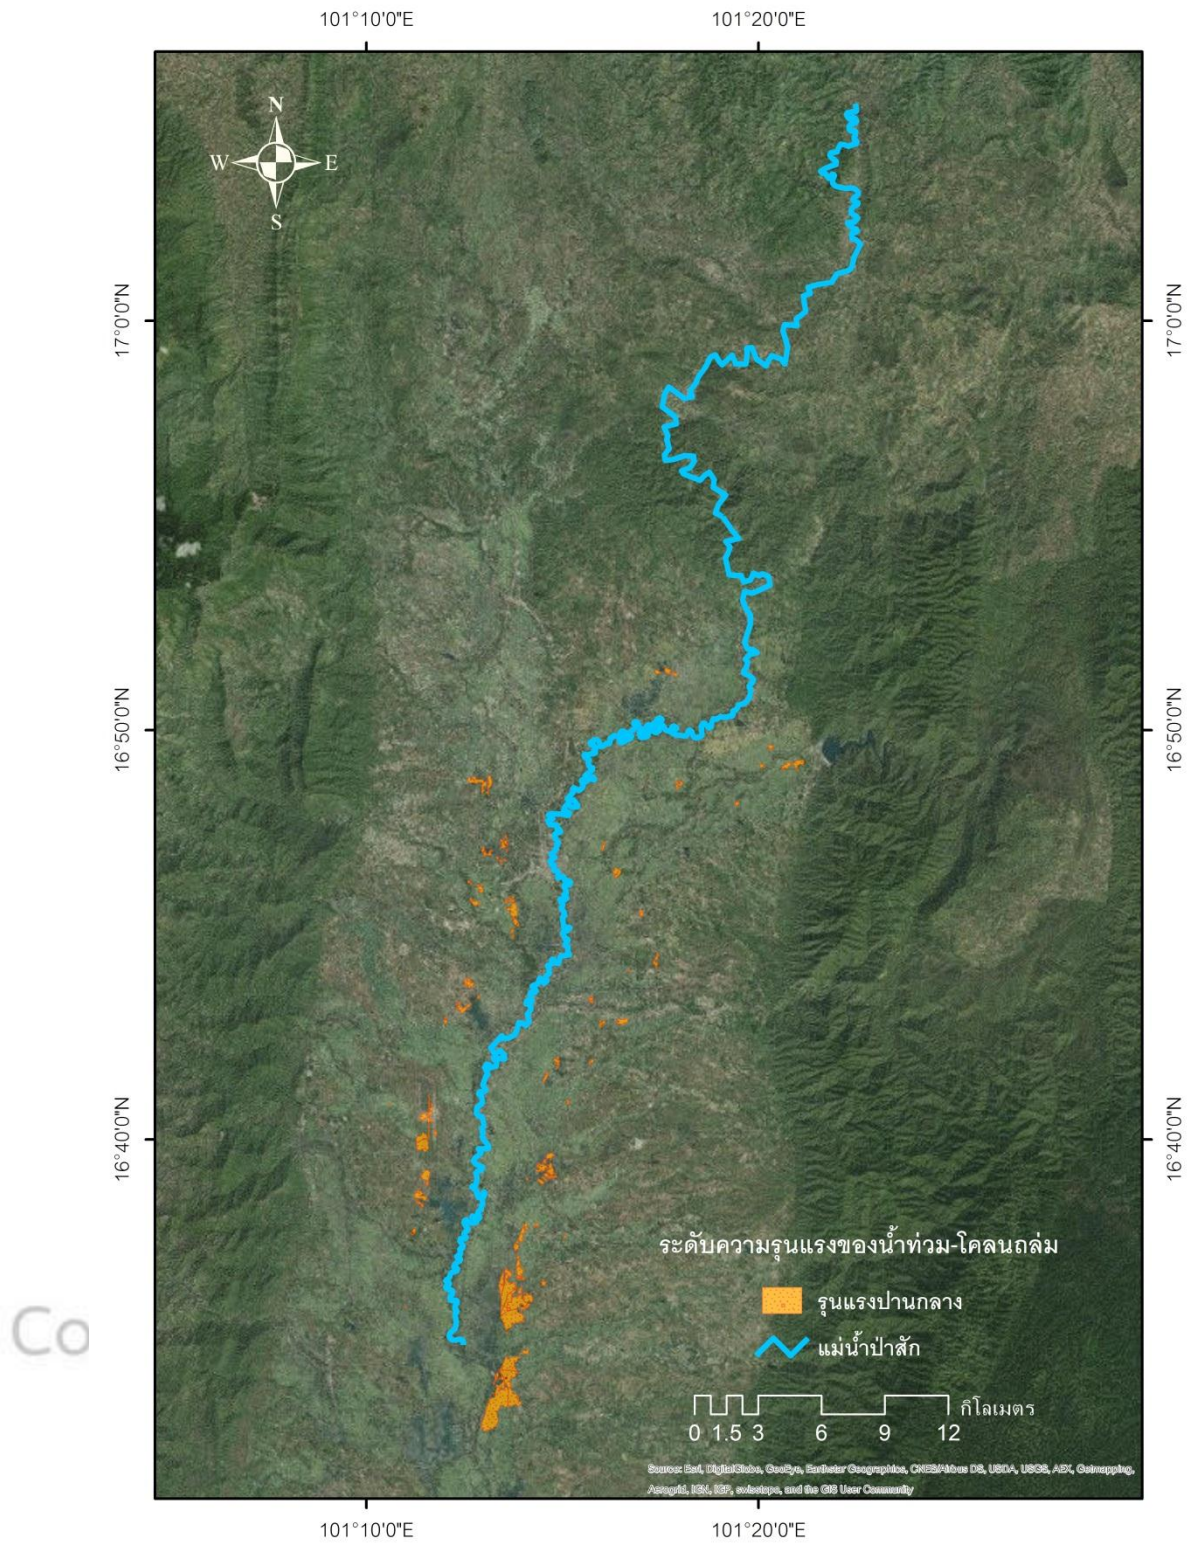 101°10'0"E 101°20'0"E
N
W E
S
17°0'0"N 17°0'0"N
16°50'0"N 16°50'0"N
16°40'0"N 16°40'0"N
ระดับความรุนแรงของน้ำท่วม-โคลนถล่ม
รุนแรงปานกลาง
แม่น้ำป่าสัก
Co
กิโลเมตร
0 1.5 3 6 9 12
Source: Esri, DigitalGlobe, GeoEye, Earthstar Geographics, CNES/Airbus DS, USDA, USGS, AEX, Getmapping,
Aerogrid, IGN, IGP, swisstopo, and the GIS User Community
101°10'0"E 101°20'0"E